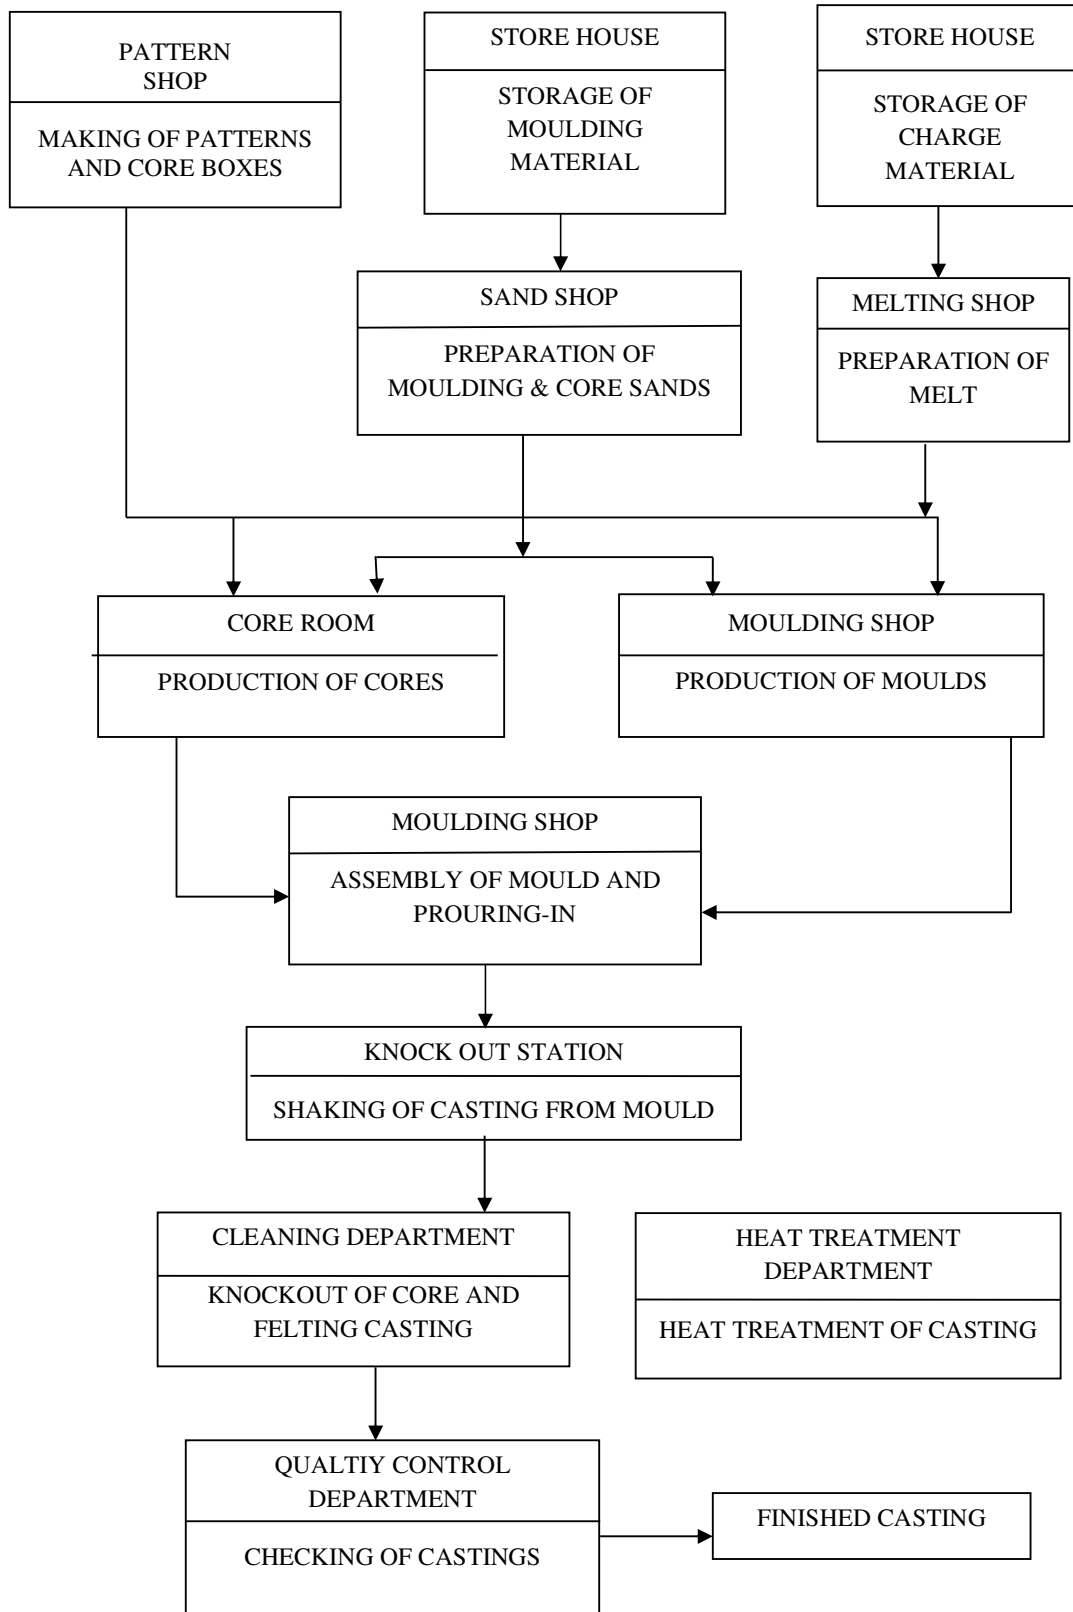 PATTERN
SHOP
MAKING OF PATTERNS
AND CORE BOXES
STORE HOUSE
STORAGE OF
MOULDING
MATERIAL
STORE HOUSE
STORAGE OF
CHARGE
MATERIAL
SAND SHOP
PREPARATION OF
MOULDING & CORE SANDS
MELTING SHOP
PREPARATION OF
MELT
CORE ROOM
PRODUCTION OF CORES
MOULDING SHOP
PRODUCTION OF MOULDS
MOULDING SHOP
ASSEMBLY OF MOULD AND
PROURING-IN
KNOCK OUT STATION
SHAKING OF CASTING FROM MOULD
CLEANING DEPARTMENT
KNOCKOUT OF CORE AND
FELTING CASTING
HEAT TREATMENT
DEPARTMENT
HEAT TREATMENT OF CASTING
QUALTIY CONTROL
DEPARTMENT
CHECKING OF CASTINGS
FINISHED CASTING